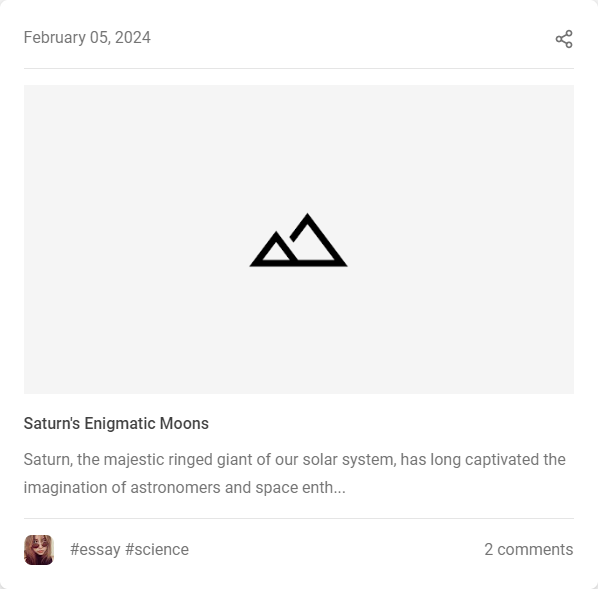 February 05, 2024
Saturn's Enigmatic Moons
Saturn, the majestic ringed giant of our solar system, has long captivated the
imagination of astronomers and space enth...
#essay #science
2 comments